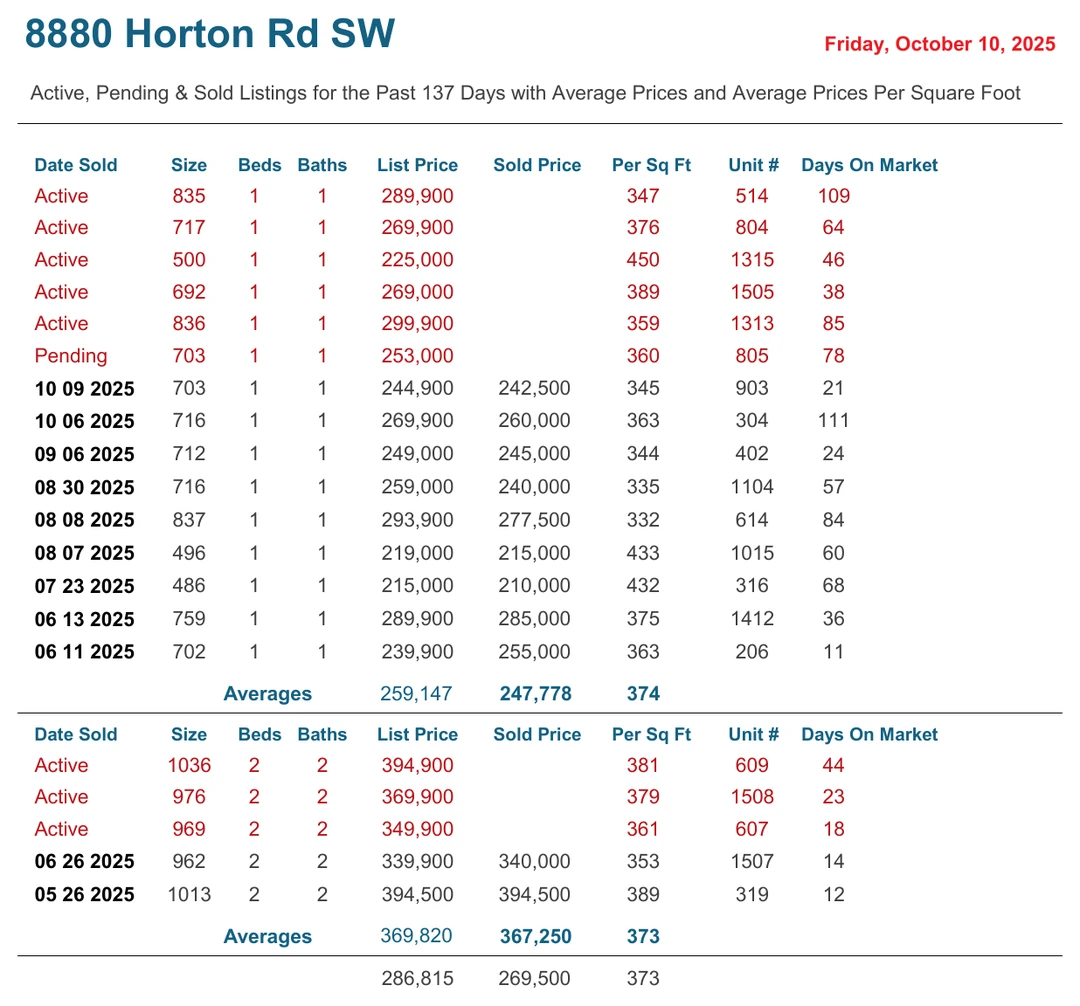 8880 Horton Rd SW
Friday, October 10, 2025
Active, Pending & Sold Listings for the Past 137 Days with Average Prices and Average Prices Per Square Foot
Date Sold Size Beds Baths List Price Sold Price Per Sq Ft Unit # Days On Market
Active 835 1 1 289,900 347 514 109
Active 717 1 1 269,900 376 804 64
Active 500 1 1 225,000 450 1315 46
Active 692 1 1 269,000 389 1505 38
Active 836 1 1 299,900 359 1313 85
Pending 703 1 1 253,000 360 805 78
10 09 2025 703 1 1 244,900 242,500 345 903 21
10 06 2025 716 1 1 269,900 260,000 363 304 111
09 06 2025 712 1 1 249,000 245,000 344 402 24
08 30 2025 716 1 1 259,000 240,000 335 1104 57
08 08 2025 837 1 1 293,900 277,500 332 614 84
08 07 2025 496 1 1 219,000 215,000 433 1015 60
07 23 2025 486 1 1 215,000 210,000 432 316 68
06 13 2025 759 1 1 289,900 285,000 375 1412 36
06 11 2025 702 1 1 239,900 255,000 363 206 11
Averages 259,147 247,778 374
Date Sold Size Beds Baths List Price Sold Price Per Sq Ft Unit # Days On Market
Active 1036 2 2 394,900 381 609 44
Active 976 2 2 369,900 379 1508 23
Active 969 2 2 349,900 361 607 18
06 26 2025 962 2 2 339,900 340,000 353 1507 14
05 26 2025 1013 2 2 394,500 394,500 389 319 12
Averages 369,820 367,250 373
286,815 269,500 373